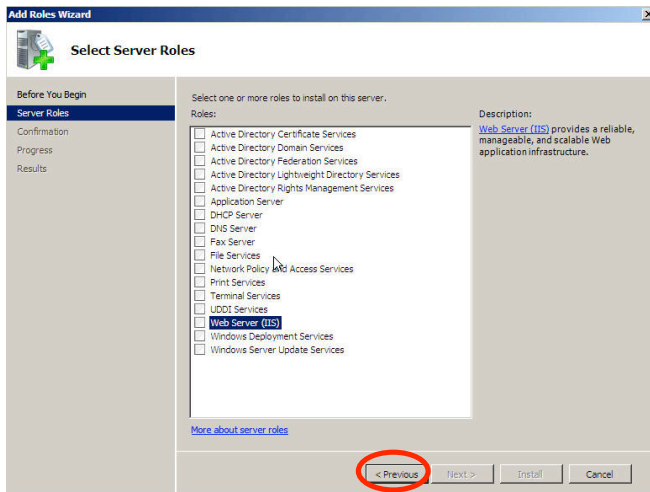 Add Roles Wizard
Select Server Roles
Before You Begin
Server Roles
Confirmation
Progress
Results
Select one or more roles to install on this server.
Roles:
Active Directory Certificate Services
Active Directory Domain Services
Active Directory Federation Services
Active Directory Lightweight Directory Services
Active Directory Rights Management Services
Application Server
DHCP Server
DNS Server
Fax Server
File Services
Network Policy and Access Services
Print Services
Terminal Services
UDDI Services
Web Server (IIS)
Windows Deployment Services
Windows Server Update Services
More about server roles
Description:
Web Server (IIS) provides a reliable,
manageable, and scalable Web
application infrastructure.
< Previous Next > Install Cancel